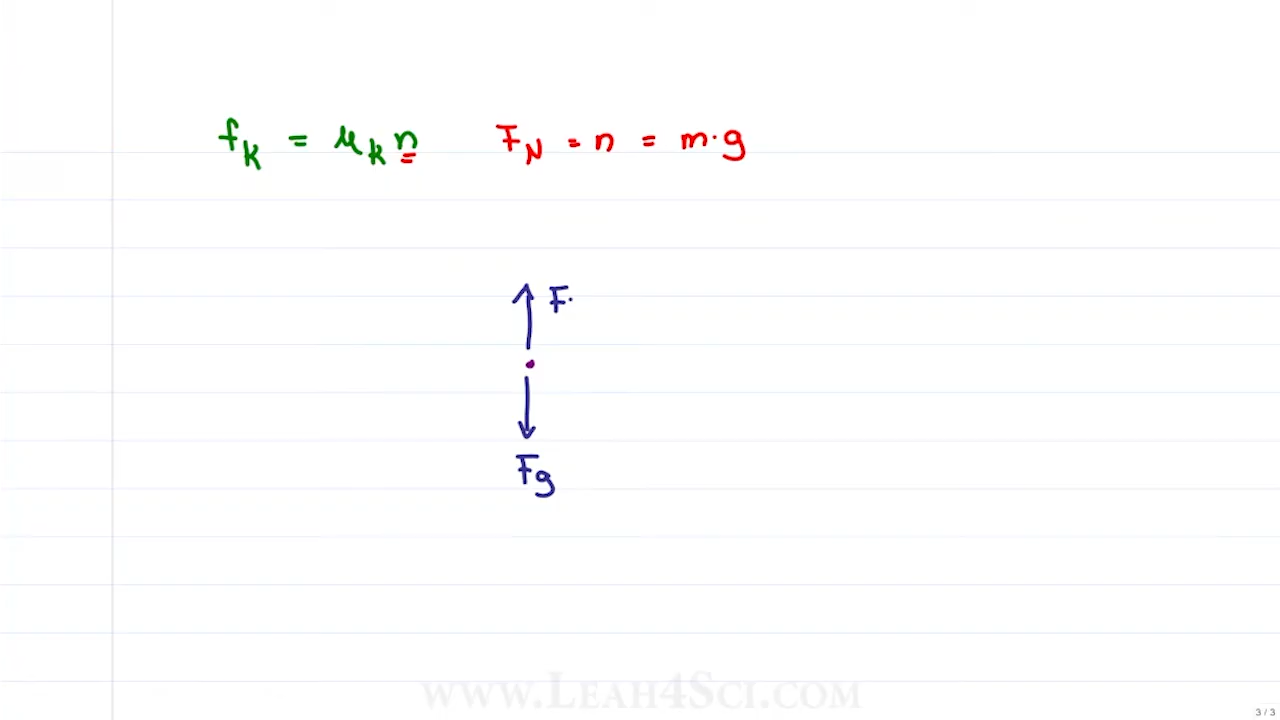 fk = μk n FN = n = m·g
F.
Fg
www.Leah4Sci.com
3 / 3